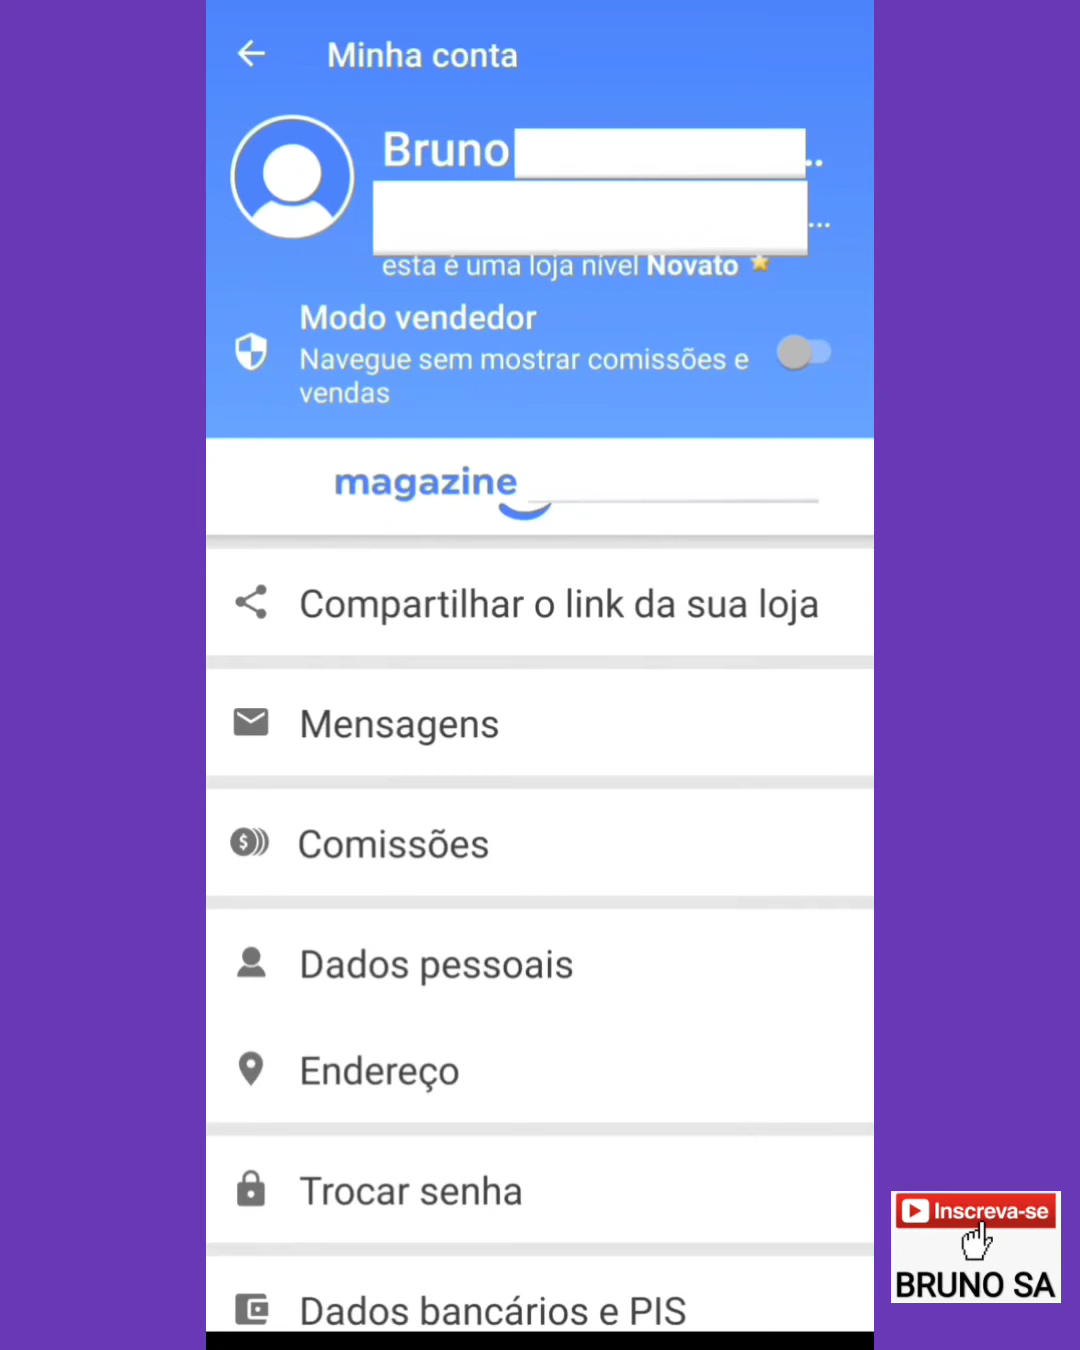 Minha conta
Bruno ..
...
esta é uma loja nível Novato
Modo vendedor
Navegue sem mostrar comissões e
vendas
magazine
Compartilhar o link da sua loja
Mensagens
Comissões
Dados pessoais
Endereço
Trocar senha
Dados bancários e PIS
Inscreva-se
BRUNO SA